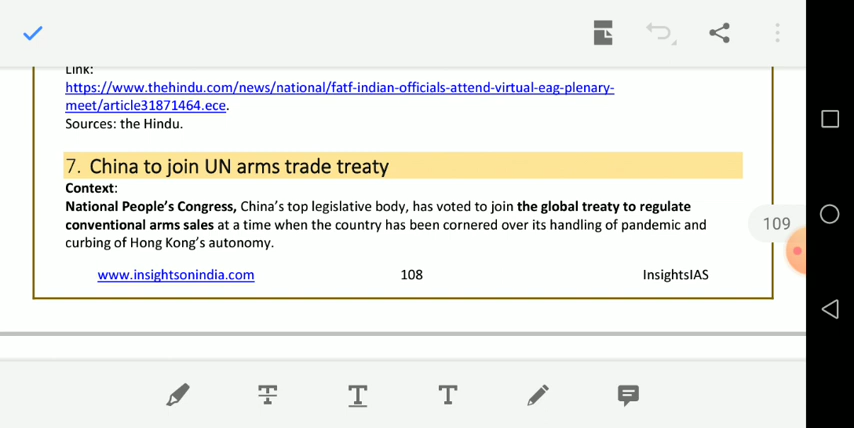 Link:
https://www.thehindu.com/news/national/fatf-indian-officials-attend-virtual-eag-plenary-
meet/article31871464.ece.
Sources: the Hindu.
7. China to join UN arms trade treaty
Context:
National People's Congress, China's top legislative body, has voted to join the global treaty to regulate
conventional arms sales at a time when the country has been cornered over its handling of pandemic and
curbing of Hong Kong's autonomy.
109
www.insightsonindia.com 108 InsightsIAS
T T T